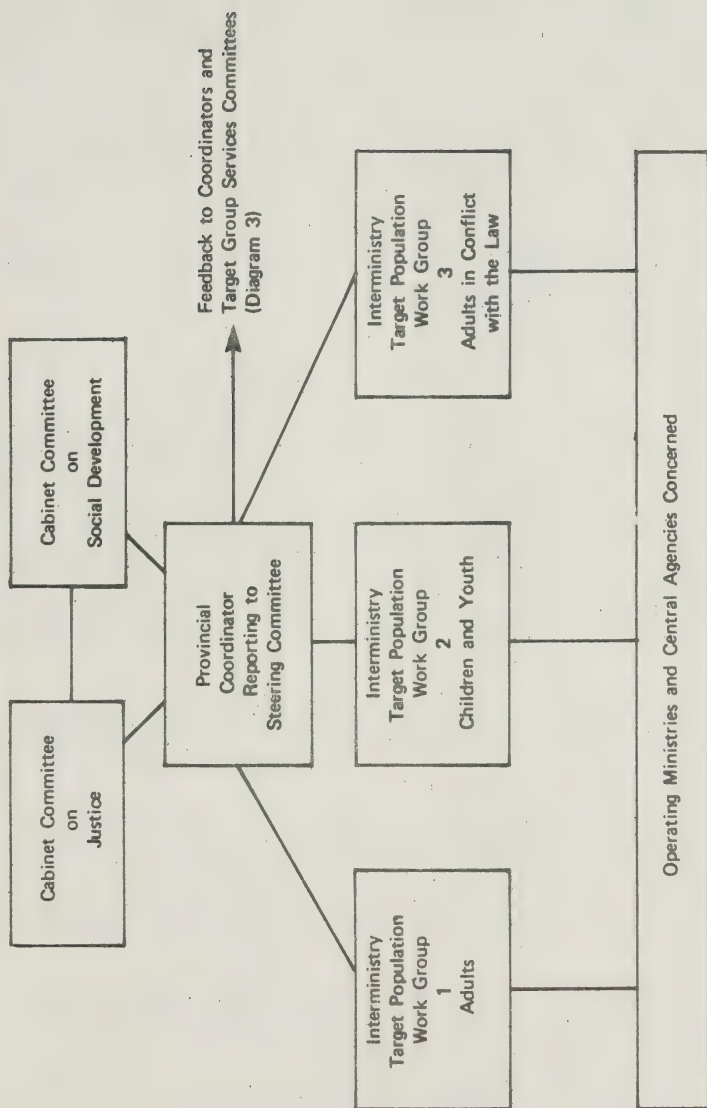 Cabinet Committee
on
Justice
Cabinet Committee
on
Social Development
Provincial
Coordinator
Reporting to
Steering Committee
Feedback to Coordinators and
Target Group Services Committees
(Diagram 3)
Interministry
Target Population
Work Group
1
Adults
Interministry
Target Population
Work Group
2
Children and Youth
Interministry
Target Population
Work Group
3
Adults in Conflict
with the Law
Operating Ministries and Central Agencies Concerned